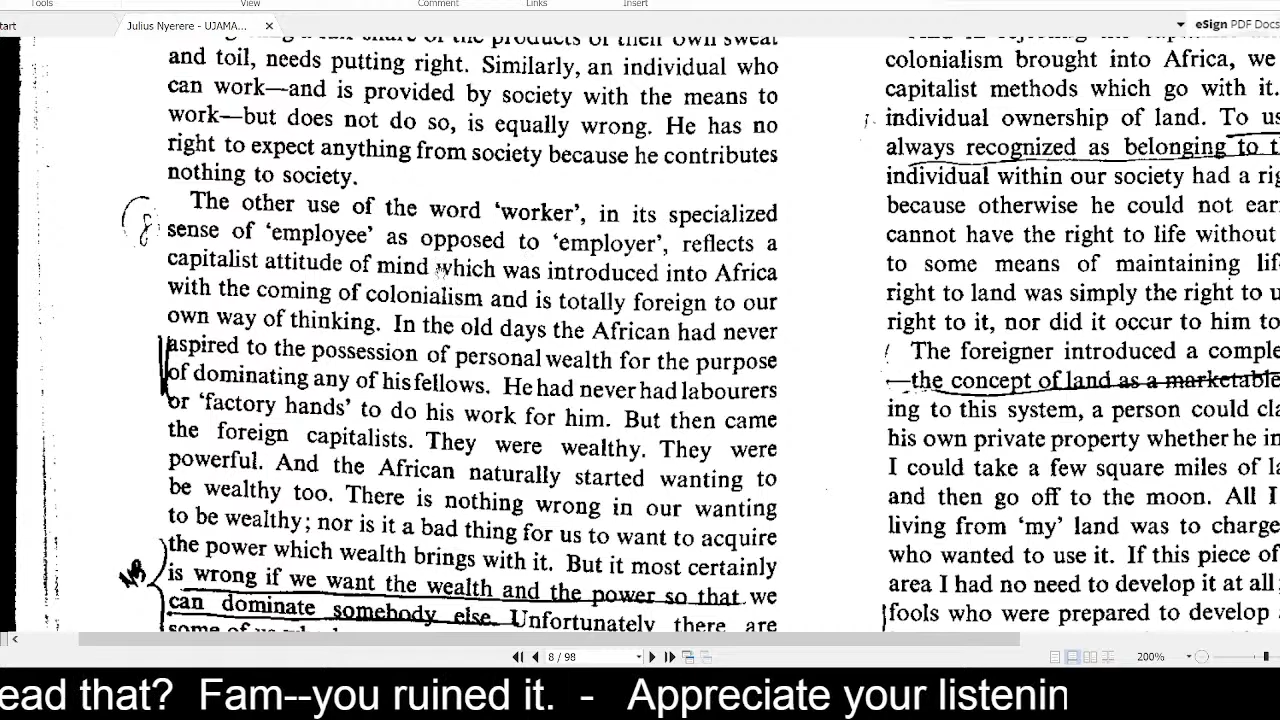 Tools View Comment Links Insert
tart Julius Nyerere - UJAMA... eSign PDF Docs
share of the products of their own sweat
and toil, needs putting right. Similarly, an individual who
can work—and is provided by society with the means to
work—but does not do so, is equally wrong. He has no
right to expect anything from society because he contributes
nothing to society.
8
The other use of the word ‘worker’, in its specialized
sense of ‘employee’ as opposed to ‘employer’, reflects a
capitalist attitude of mind which was introduced into Africa
with the coming of colonialism and is totally foreign to our
own way of thinking. In the old days the African had never
aspired to the possession of personal wealth for the purpose
of dominating any of his fellows. He had never had labourers
or ‘factory hands’ to do his work for him. But then came
the foreign capitalists. They were wealthy. They were
powerful. And the African naturally started wanting to
be wealthy too. There is nothing wrong in our wanting
to be wealthy; nor is it a bad thing for us to want to acquire
the power which wealth brings with it. But it most certainly
is wrong if we want the wealth and the power so that we
can dominate somebody else. Unfortunately there are
some of us
colonialism brought into Africa, we
capitalist methods which go with it.
individual ownership of land. To us
always recognized as belonging to t
individual within our society had a rig
because otherwise he could not ear
cannot have the right to life without
to some means of maintaining lif
right to land was simply the right to u
right to it, nor did it occur to him to
The foreigner introduced a comple
—the concept of land as a marketable
ing to this system, a person could cla
his own private property whether he in
I could take a few square miles of la
and then go off to the moon. All I
living from ‘my’ land was to charge
who wanted to use it. If this piece of
area I had no need to develop it at all;
fools who were prepared to develop
8 / 98 200%
ead that? Fam--you ruined it. - Appreciate your listenin